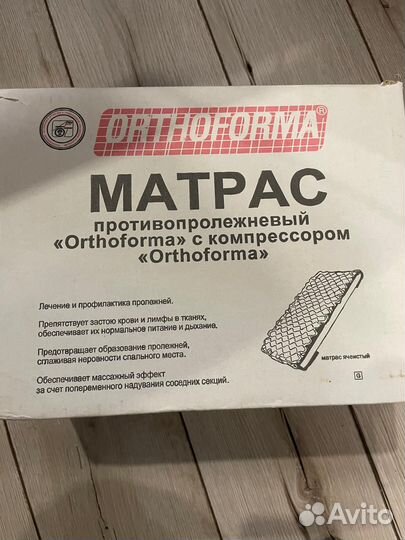 ORTHOFORMA®
МАТРАС
противопролежневый
«Orthoforma» с компрессором
«Orthoforma»
Лечение и профилактика пролежней.
Препятствует застою крови и лимфы в тканях,
обеспечивает их нормальное питание и дыхание.
Предотвращает образование пролежней,
сглаживая неровности спального места.
Обеспечивает массажный эффект
за счет попеременного надувания соседних секций.
матрас ячеистый
G
Avito